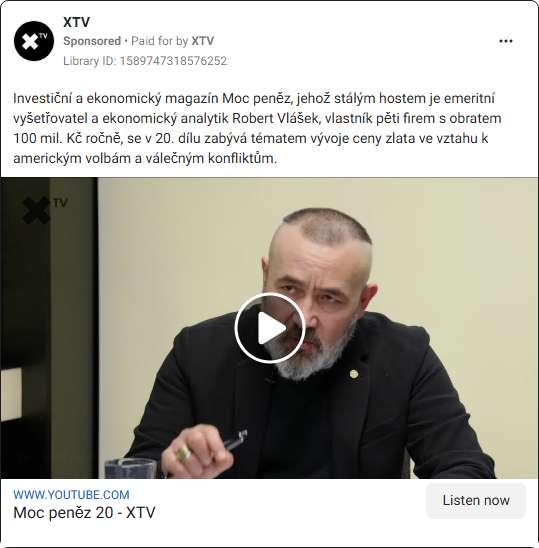 XTV
Sponsored • Paid for by XTV
Library ID: 1589747318576252
Investiční a ekonomický magazín Moc peněz, jehož stálým hostem je emeritní
vyšetřovatel a ekonomický analytik Robert Vlášek, vlastník pěti firem s obratem
100 mil. Kč ročně, se v 20. dílu zabývá tématem vývoje ceny zlata ve vztahu k
americkým volbám a válečným konfliktům.
XTV
WWW.YOUTUBE.COM
Moc peněz 20 - XTV
Listen now